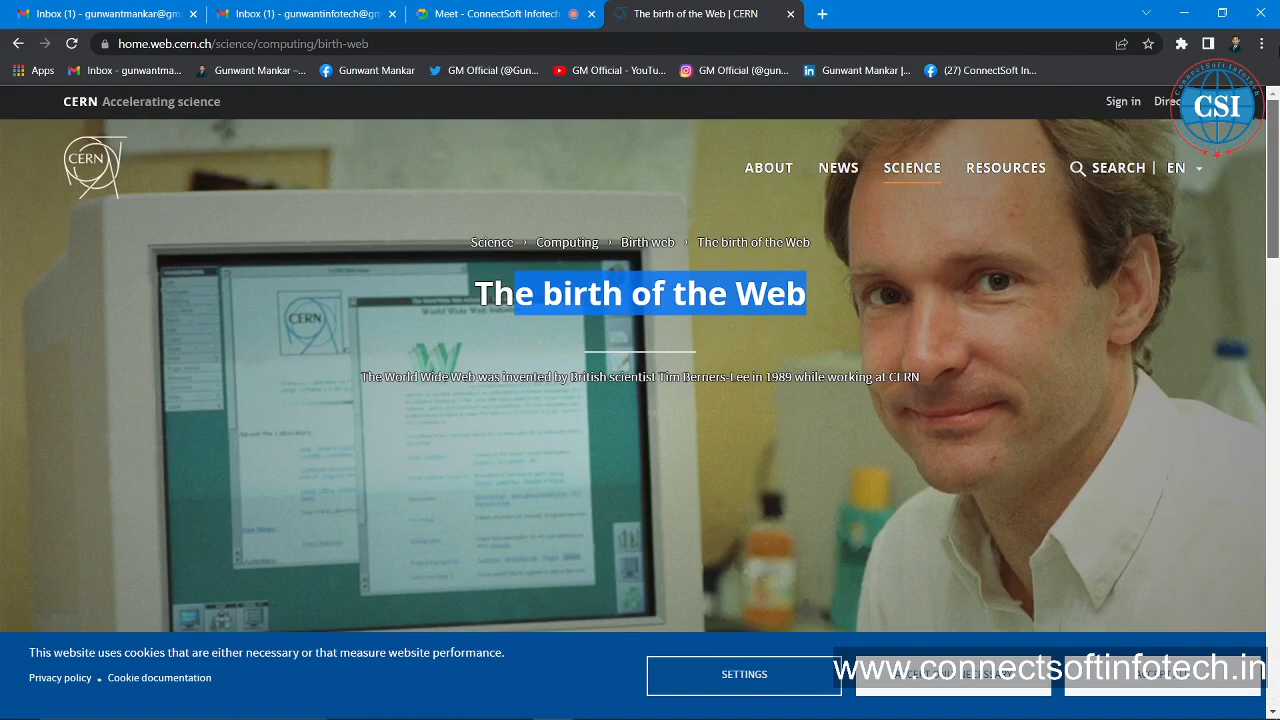 Inbox (1) - gunwantmankar@gm
Inbox (1) - gunwantinfotech@gm
Meet - ConnectSoft Infotech
The birth of the Web | CERN
home.web.cern.ch/science/computing/birth-web
Apps
Inbox - gunwantma...
Gunwant Mankar –...
Gunwant Mankar
GM Official (@g...
GM Official - YouTu...
GM Official (@gun...
Gunwant Mankar |...
(27) ConnectSoft In...
CERN Accelerating science
Sign in
ConnectSoft Infotech
CSI
CERN
ABOUT
NEWS
SCIENCE
RESOURCES
SEARCH |
EN
Science › Computing › Birth web › The birth of the Web
The birth of the Web
The World Wide Web was invented by British scientist Tim Berners-Lee in 1989 while working at CERN
CERN
This website uses cookies that are either necessary or that measure website performance.
Privacy policy
Cookie documentation
SETTINGS
www.connectsoftinfotech.in